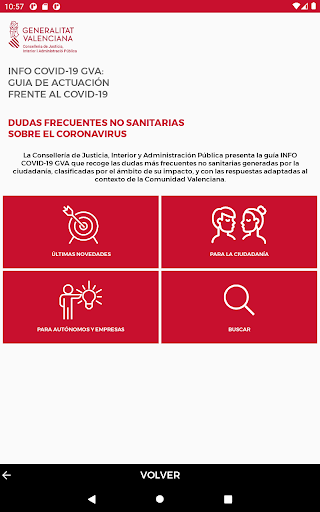 10:57
GENERALITAT
VALENCIANA
Conselleria de Justícia,
Interior i Administració Pública
INFO COVID-19 GVA:
GUIA DE ACTUACIÓN
FRENTE AL COVID-19
DUDAS FRECUENTES NO SANITARIAS
SOBRE EL CORONAVIRUS
La Consellería de Justicia, Interior y Administración Pública presenta la guía INFO
COVID-19 GVA que recoge las dudas más frecuentes no sanitarias generadas por la
ciudadanía, clasificadas por el ámbito de su impacto, y con las respuestas adaptadas al
contexto de la Comunidad Valenciana.
ÚLTIMAS NOVEDADES
PARA LA CIUDADANÍA
PARA AUTÓNOMOS Y EMPRESAS
BUSCAR
VOLVER